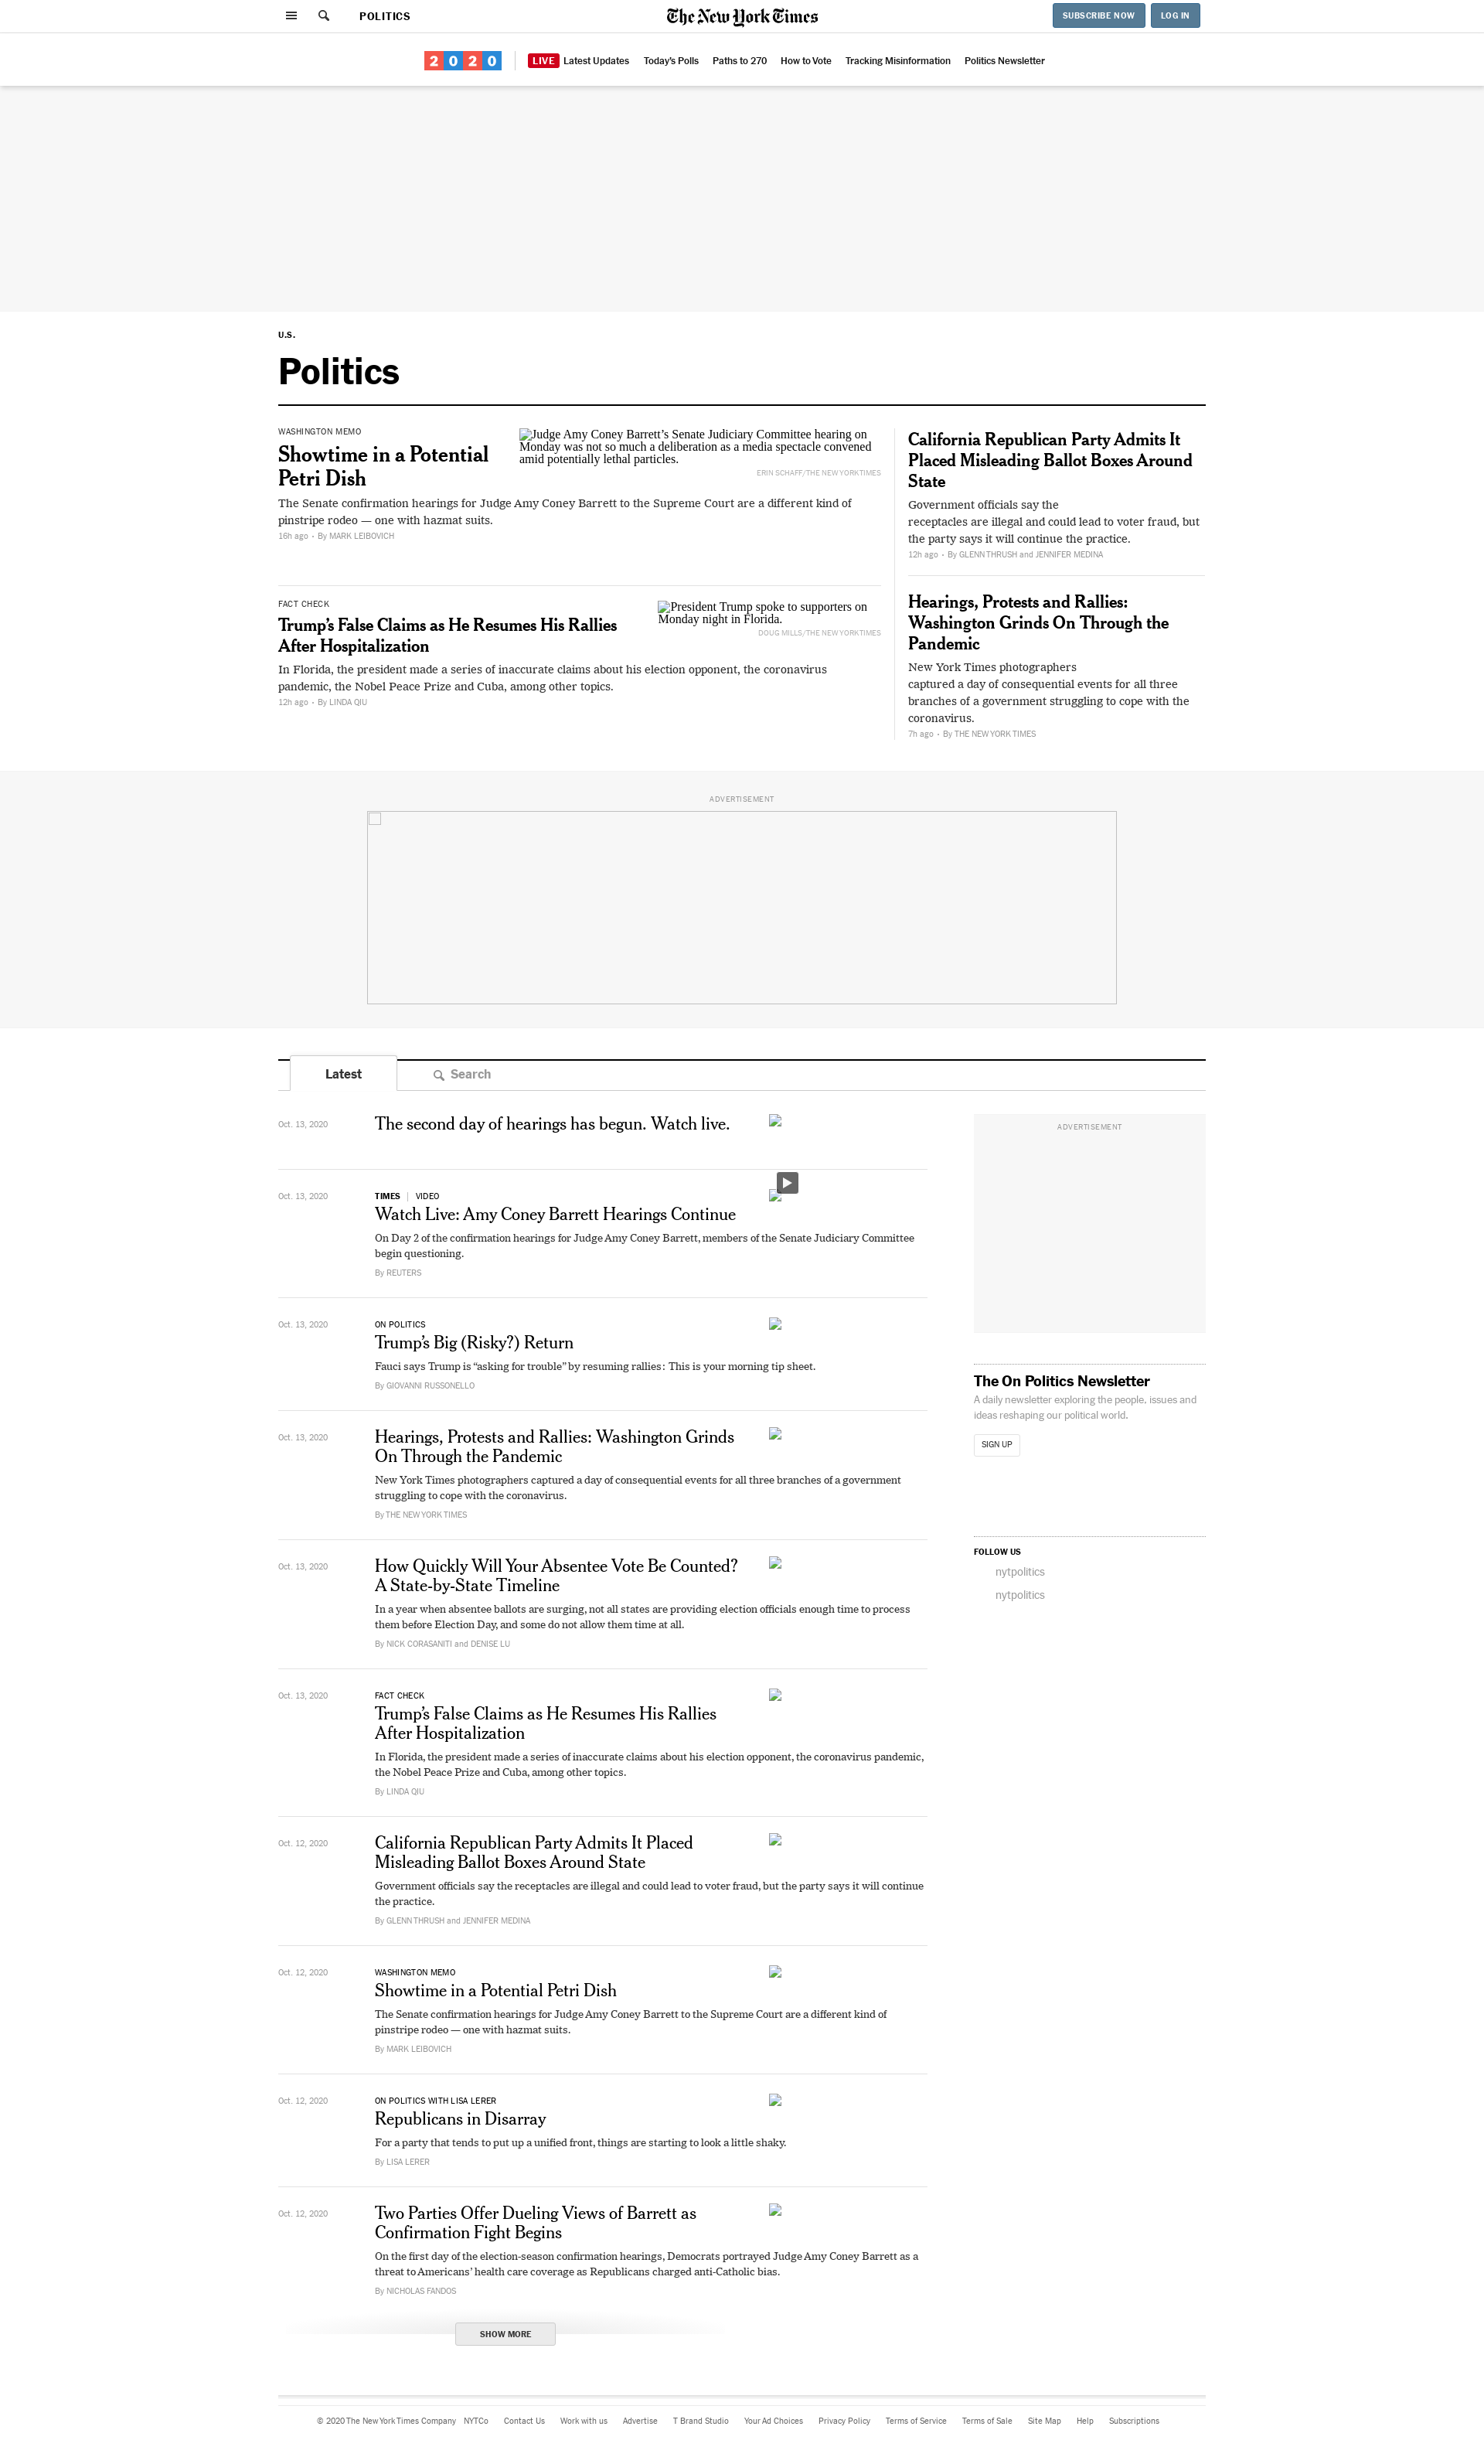 POLITICS
The New York Times
SUBSCRIBE NOW
LOG IN
2020
LIVE Latest Updates
Today's Polls
Paths to 270
How to Vote
Tracking Misinformation
Politics Newsletter
U.S.
Politics
WASHINGTON MEMO
Showtime in a Potential
Petri Dish
Judge Amy Coney Barrett’s Senate Judiciary Committee hearing on
Monday was not so much a deliberation as a media spectacle convened
amid potentially lethal particles.
ERIN SCHAFF/THE NEW YORK TIMES
The Senate confirmation hearings for Judge Amy Coney Barrett to the Supreme Court are a different kind of
pinstripe rodeo — one with hazmat suits.
16h ago • By MARK LEIBOVICH
FACT CHECK
Trump’s False Claims as He Resumes His Rallies
After Hospitalization
President Trump spoke to supporters on
Monday night in Florida.
DOUG MILLS/THE NEW YORK TIMES
In Florida, the president made a series of inaccurate claims about his election opponent, the coronavirus
pandemic, the Nobel Peace Prize and Cuba, among other topics.
12h ago • By LINDA QIU
California Republican Party Admits It
Placed Misleading Ballot Boxes Around
State
Government officials say the
receptacles are illegal and could lead to voter fraud, but
the party says it will continue the practice.
12h ago • By GLENN THRUSH and JENNIFER MEDINA
Hearings, Protests and Rallies:
Washington Grinds On Through the
Pandemic
New York Times photographers
captured a day of consequential events for all three
branches of a government struggling to cope with the
coronavirus.
7h ago • By THE NEW YORK TIMES
ADVERTISEMENT
Latest
Search
Oct. 13, 2020
The second day of hearings has begun. Watch live.
Oct. 13, 2020
TIMES | VIDEO
Watch Live: Amy Coney Barrett Hearings Continue
On Day 2 of the confirmation hearings for Judge Amy Coney Barrett, members of the Senate Judiciary Committee
begin questioning.
By REUTERS
Oct. 13, 2020
ON POLITICS
Trump’s Big (Risky?) Return
Fauci says Trump is “asking for trouble” by resuming rallies: This is your morning tip sheet.
By GIOVANNI RUSSONELLO
Oct. 13, 2020
Hearings, Protests and Rallies: Washington Grinds
On Through the Pandemic
New York Times photographers captured a day of consequential events for all three branches of a government
struggling to cope with the coronavirus.
By THE NEW YORK TIMES
Oct. 13, 2020
How Quickly Will Your Absentee Vote Be Counted?
A State-by-State Timeline
In a year when absentee ballots are surging, not all states are providing election officials enough time to process
them before Election Day, and some do not allow them time at all.
By NICK CORASANITI and DENISE LU
Oct. 13, 2020
FACT CHECK
Trump’s False Claims as He Resumes His Rallies
After Hospitalization
In Florida, the president made a series of inaccurate claims about his election opponent, the coronavirus pandemic,
the Nobel Peace Prize and Cuba, among other topics.
By LINDA QIU
Oct. 12, 2020
California Republican Party Admits It Placed
Misleading Ballot Boxes Around State
Government officials say the receptacles are illegal and could lead to voter fraud, but the party says it will continue
the practice.
By GLENN THRUSH and JENNIFER MEDINA
Oct. 12, 2020
WASHINGTON MEMO
Showtime in a Potential Petri Dish
The Senate confirmation hearings for Judge Amy Coney Barrett to the Supreme Court are a different kind of
pinstripe rodeo — one with hazmat suits.
By MARK LEIBOVICH
Oct. 12, 2020
ON POLITICS WITH LISA LERER
Republicans in Disarray
For a party that tends to put up a unified front, things are starting to look a little shaky.
By LISA LERER
Oct. 12, 2020
Two Parties Offer Dueling Views of Barrett as
Confirmation Fight Begins
On the first day of the election-season confirmation hearings, Democrats portrayed Judge Amy Coney Barrett as a
threat to Americans’ health care coverage as Republicans charged anti-Catholic bias.
By NICHOLAS FANDOS
SHOW MORE
ADVERTISEMENT
The On Politics Newsletter
A daily newsletter exploring the people, issues and
ideas reshaping our political world.
SIGN UP
FOLLOW US
nytpolitics
nytpolitics
© 2020 The New York Times Company NYTCo Contact Us Work with us Advertise T Brand Studio Your Ad Choices Privacy Policy Terms of Service Terms of Sale Site Map Help Subscriptions